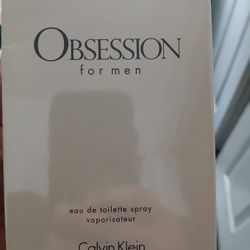 OBSESSION
for men
eau de toilette spray
vaporisateur
Calvin Klein